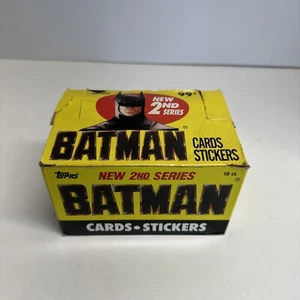 99¢
NEW
2ND
SERIES
BATMAN
CARDS
STICKERS
TOPPS
NEW 2ND SERIES
18 ct.
BATMAN
CARDS • STICKERS